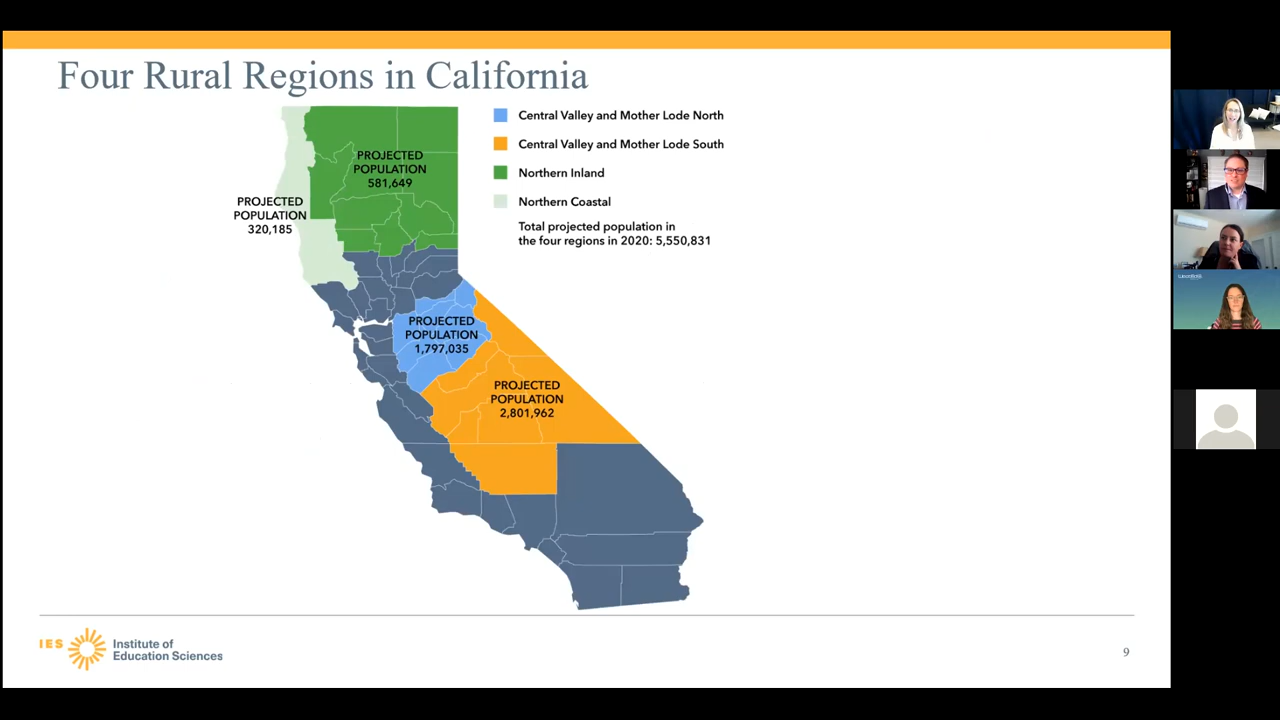 Four Rural Regions in California
Central Valley and Mother Lode North
Central Valley and Mother Lode South
Northern Inland
Northern Coastal
Total projected population in
the four regions in 2020: 5,550,831
PROJECTED
POPULATION
581,649
PROJECTED
POPULATION
320,185
PROJECTED
POPULATION
1,797,035
PROJECTED
POPULATION
2,801,962
IES
Institute of
Education Sciences
9